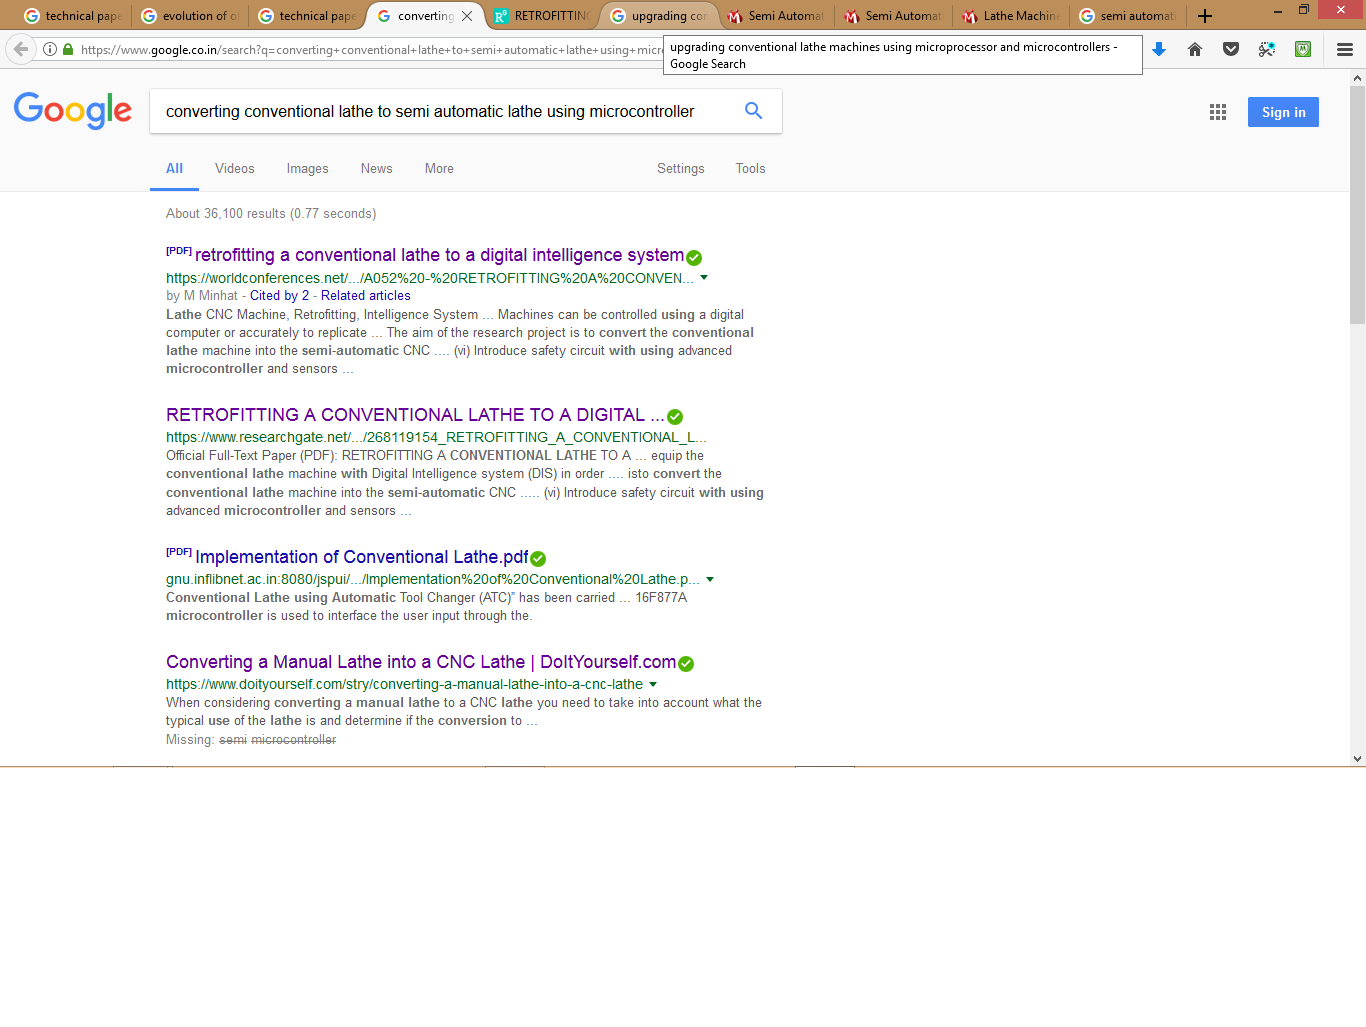 technical pape
evolution of
technical pape
converting
RETROFITTIN
upgrading co
Semi Automat
Semi Automat
Lathe Machin
semi automat
https://www.google.co.in/search?q=converting+conventional+lathe+to+semi+automatic+lathe+using+micro
upgrading conventional lathe machines using microprocessor and microcontrollers -
Google Search
Google
converting conventional lathe to semi automatic lathe using microcontroller
Sign in
All Videos Images News More Settings Tools
About 36,100 results (0.77 seconds)
[PDF] retrofitting a conventional lathe to a digital intelligence system
https://worldconferences.net/.../A052%20-%20RETROFITTING%20A%20CONVEN...
by M Minhat - Cited by 2 - Related articles
Lathe CNC Machine, Retrofitting, Intelligence System ... Machines can be controlled using a digital
computer or accurately to replicate ... The aim of the research project is to convert the conventional
lathe machine into the semi-automatic CNC .... (vi) Introduce safety circuit with using advanced
microcontroller and sensors ...
RETROFITTING A CONVENTIONAL LATHE TO A DIGITAL ...
https://www.researchgate.net/.../268119154_RETROFITTING_A_CONVENTIONAL_L...
Official Full-Text Paper (PDF): RETROFITTING A CONVENTIONAL LATHE TO A ... equip the
conventional lathe machine with Digital Intelligence system (DIS) in order .... isto convert the
conventional lathe machine into the semi-automatic CNC ..... (vi) Introduce safety circuit with using
advanced microcontroller and sensors ...
[PDF] Implementation of Conventional Lathe.pdf
gnu.inflibnet.ac.in:8080/jspui/.../Implementation%20of%20Conventional%20Lathe.p...
Conventional Lathe using Automatic Tool Changer (ATC)” has been carried ... 16F877A
microcontroller is used to interface the user input through the.
Converting a Manual Lathe into a CNC Lathe | DoItYourself.com
https://www.doityourself.com/stry/converting-a-manual-lathe-into-a-cnc-lathe
When considering converting a manual lathe to a CNC lathe you need to take into account what the
typical use of the lathe is and determine if the conversion to ...
Missing: semi microcontroller